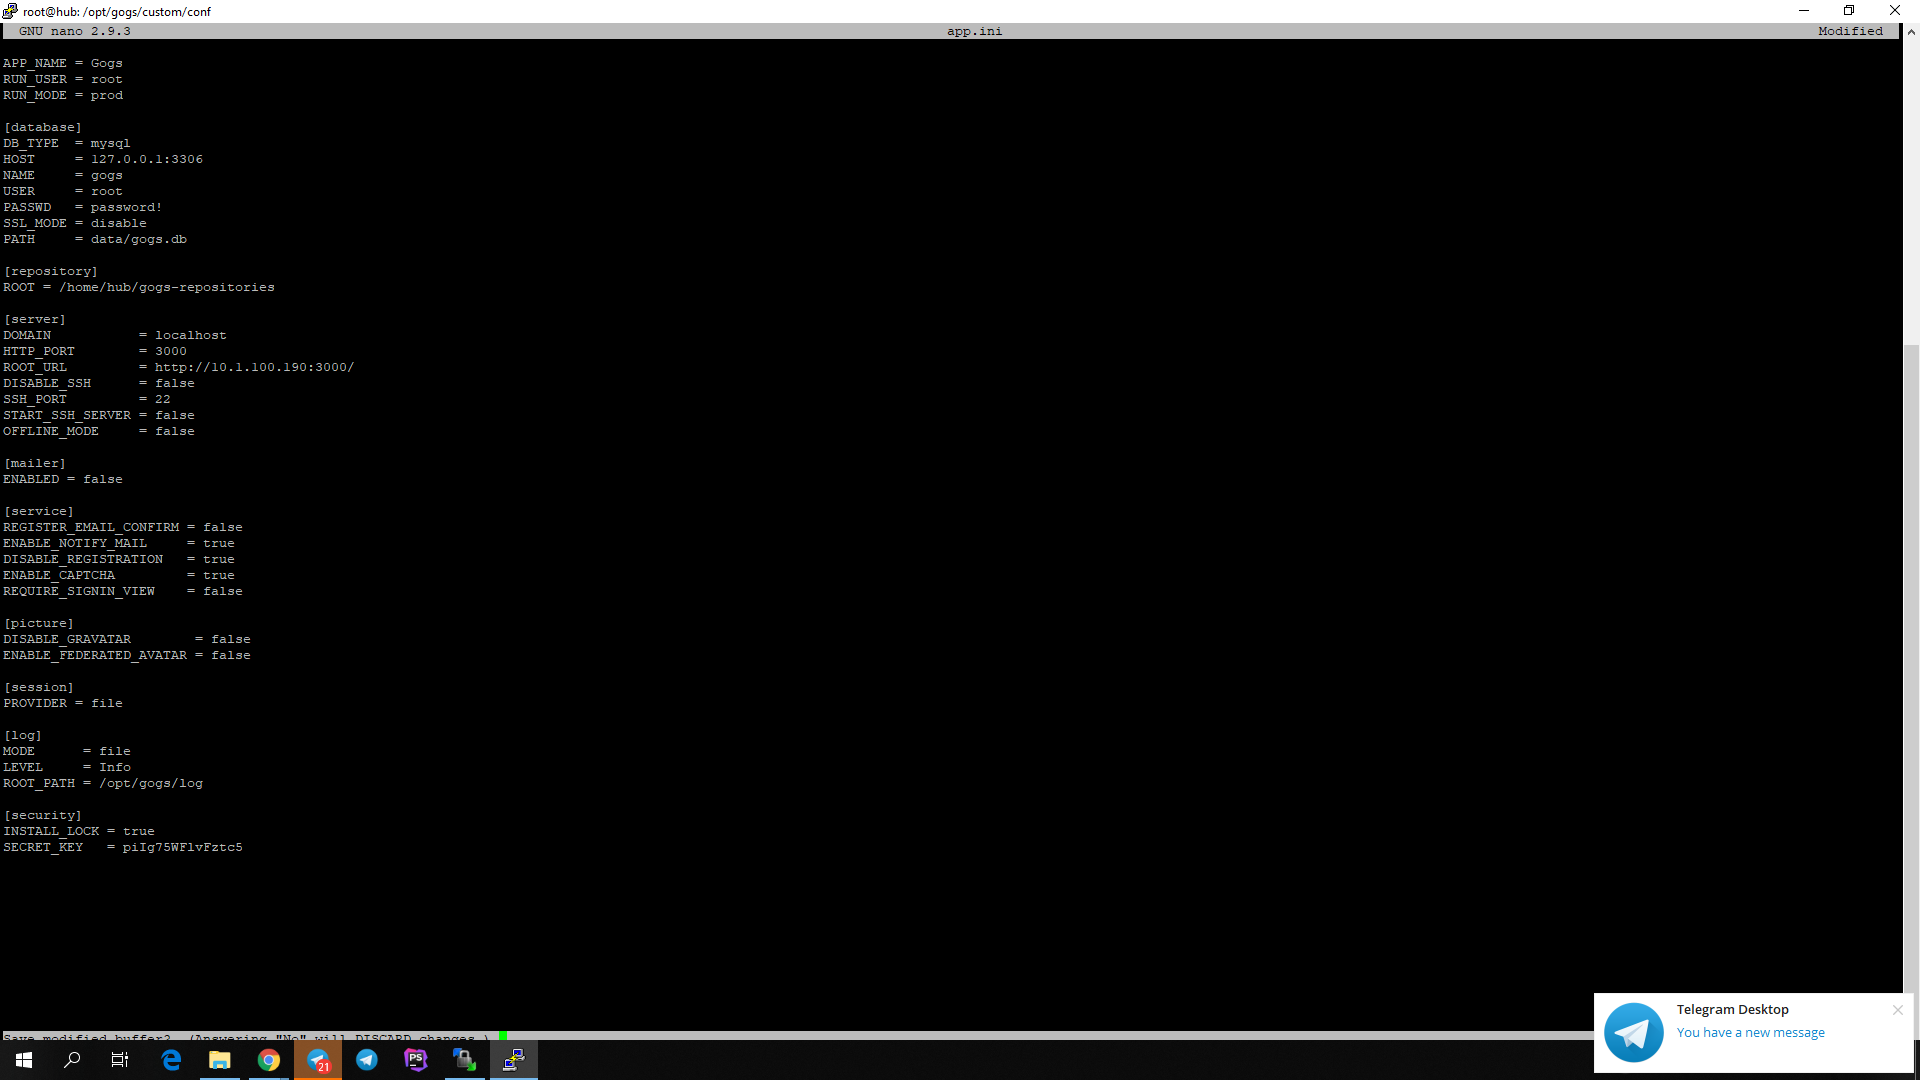 root@hub: /opt/gogs/custom/conf
GNU nano 2.9.3 app.ini Modified
APP_NAME = Gogs
RUN_USER = root
RUN_MODE = prod
[database]
DB_TYPE  = mysql
HOST     = 127.0.0.1:3306
NAME     = gogs
USER     = root
PASSWD   = password!
SSL_MODE = disable
PATH     = data/gogs.db
[repository]
ROOT = /home/hub/gogs-repositories
[server]
DOMAIN           = localhost
HTTP_PORT        = 3000
ROOT_URL         = http://10.1.100.190:3000/
DISABLE_SSH      = false
SSH_PORT         = 22
START_SSH_SERVER = false
OFFLINE_MODE     = false
[mailer]
ENABLED = false
[service]
REGISTER_EMAIL_CONFIRM = false
ENABLE_NOTIFY_MAIL     = true
DISABLE_REGISTRATION   = true
ENABLE_CAPTCHA         = true
REQUIRE_SIGNIN_VIEW    = false
[picture]
DISABLE_GRAVATAR        = false
ENABLE_FEDERATED_AVATAR = false
[session]
PROVIDER = file
[log]
MODE      = file
LEVEL     = Info
ROOT_PATH = /opt/gogs/log
[security]
INSTALL_LOCK = true
SECRET_KEY   = piIg75WFlvFztc5
Save modified buffer?  (Answering "No" will DISCARD changes.)
Telegram Desktop
You have a new message
21
PS